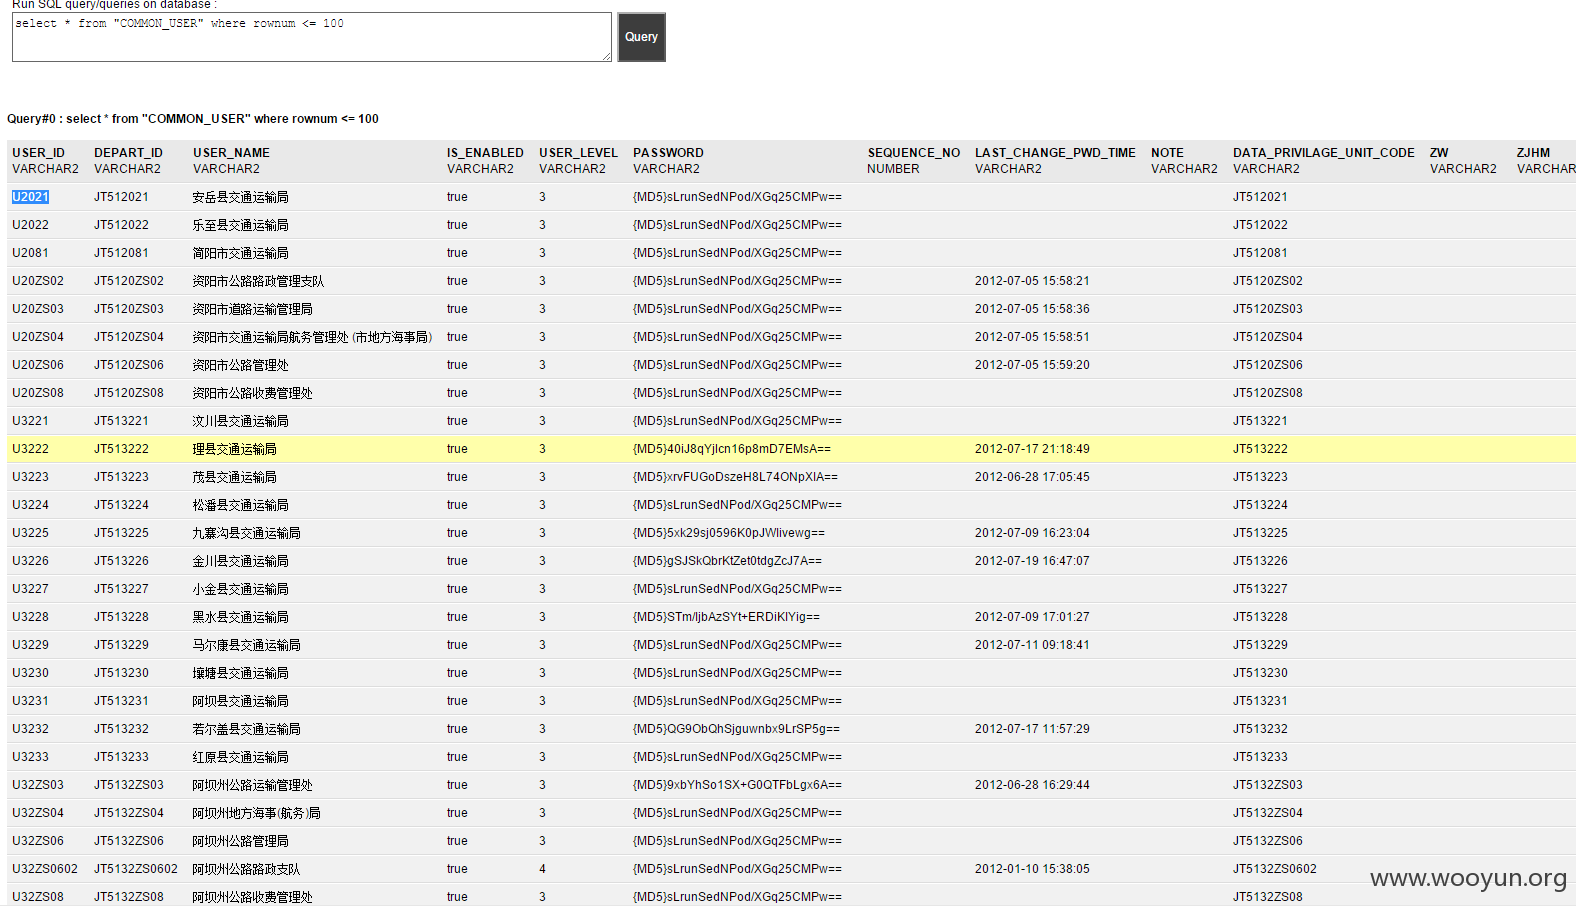 Run SQL query/queries on database :
select * from "COMMON_USER" where rownum <= 100
Query
Query#0 : select * from "COMMON_USER" where rownum <= 100
USER_ID DEPART_ID USER_NAME IS_ENABLED USER_LEVEL PASSWORD SEQUENCE_NO LAST_CHANGE_PWD_TIME NOTE DATA_PRIVILAGE_UNIT_CODE ZW ZJHM
VARCHAR2 VARCHAR2 VARCHAR2 VARCHAR2 VARCHAR2 VARCHAR2 NUMBER VARCHAR2 VARCHAR2 VARCHAR2 VARCHAR2 VARCHAR
U2021 JT512021 安岳县交通运输局 true 3 {MD5}sLrunSedNPod/XGq25CMPw== JT512021
U2022 JT512022 乐至县交通运输局 true 3 {MD5}sLrunSedNPod/XGq25CMPw== JT512022
U2081 JT512081 简阳市交通运输局 true 3 {MD5}sLrunSedNPod/XGq25CMPw== JT512081
U20ZS02 JT5120ZS02 资阳市公路路政管理支队 true 3 {MD5}sLrunSedNPod/XGq25CMPw== 2012-07-05 15:58:21 JT5120ZS02
U20ZS03 JT5120ZS03 资阳市道路运输管理局 true 3 {MD5}sLrunSedNPod/XGq25CMPw== 2012-07-05 15:58:36 JT5120ZS03
U20ZS04 JT5120ZS04 资阳市交通运输局航务管理处 (市地方海事局) true 3 {MD5}sLrunSedNPod/XGq25CMPw== 2012-07-05 15:58:51 JT5120ZS04
U20ZS06 JT5120ZS06 资阳市公路管理处 true 3 {MD5}sLrunSedNPod/XGq25CMPw== 2012-07-05 15:59:20 JT5120ZS06
U20ZS08 JT5120ZS08 资阳市公路收费管理处 true 3 {MD5}sLrunSedNPod/XGq25CMPw== JT5120ZS08
U3221 JT513221 汶川县交通运输局 true 3 {MD5}sLrunSedNPod/XGq25CMPw== JT513221
U3222 JT513222 理县交通运输局 true 3 {MD5}40iJ8qYjlcn16p8mD7EMsA== 2012-07-17 21:18:49 JT513222
U3223 JT513223 茂县交通运输局 true 3 {MD5}xrvFUGoDszeH8L74ONpXIA== 2012-06-28 17:05:45 JT513223
U3224 JT513224 松潘县交通运输局 true 3 {MD5}sLrunSedNPod/XGq25CMPw== JT513224
U3225 JT513225 九寨沟县交通运输局 true 3 {MD5}5xk29sj0596K0pJWlivewg== 2012-07-09 16:23:04 JT513225
U3226 JT513226 金川县交通运输局 true 3 {MD5}gSJSkQbrKtZet0tdgZcJ7A== 2012-07-19 16:47:07 JT513226
U3227 JT513227 小金县交通运输局 true 3 {MD5}sLrunSedNPod/XGq25CMPw== JT513227
U3228 JT513228 黑水县交通运输局 true 3 {MD5}STm/ljbAzSYt+ERDiKlYig== 2012-07-09 17:01:27 JT513228
U3229 JT513229 马尔康县交通运输局 true 3 {MD5}sLrunSedNPod/XGq25CMPw== 2012-07-11 09:18:41 JT513229
U3230 JT513230 壤塘县交通运输局 true 3 {MD5}sLrunSedNPod/XGq25CMPw== JT513230
U3231 JT513231 阿坝县交通运输局 true 3 {MD5}sLrunSedNPod/XGq25CMPw== JT513231
U3232 JT513232 若尔盖县交通运输局 true 3 {MD5}QG9ObQhSjguwnbx9LrSP5g== 2012-07-17 11:57:29 JT513232
U3233 JT513233 红原县交通运输局 true 3 {MD5}sLrunSedNPod/XGq25CMPw== JT513233
U32ZS03 JT5132ZS03 阿坝州公路运输管理处 true 3 {MD5}9xbYhSo1SX+G0QTFbLgx6A== 2012-06-28 16:29:44 JT5132ZS03
U32ZS04 JT5132ZS04 阿坝州地方海事(航务)局 true 3 {MD5}sLrunSedNPod/XGq25CMPw== JT5132ZS04
U32ZS06 JT5132ZS06 阿坝州公路管理局 true 3 {MD5}sLrunSedNPod/XGq25CMPw== JT5132ZS06
U32ZS0602 JT5132ZS0602 阿坝州公路路政支队 true 4 {MD5}sLrunSedNPod/XGq25CMPw== 2012-01-10 15:38:05 JT5132ZS0602
U32ZS08 JT5132ZS08 阿坝州公路收费管理处 true 3 {MD5}sLrunSedNPod/XGq25CMPw== JT5132ZS08
www.wooyun.org